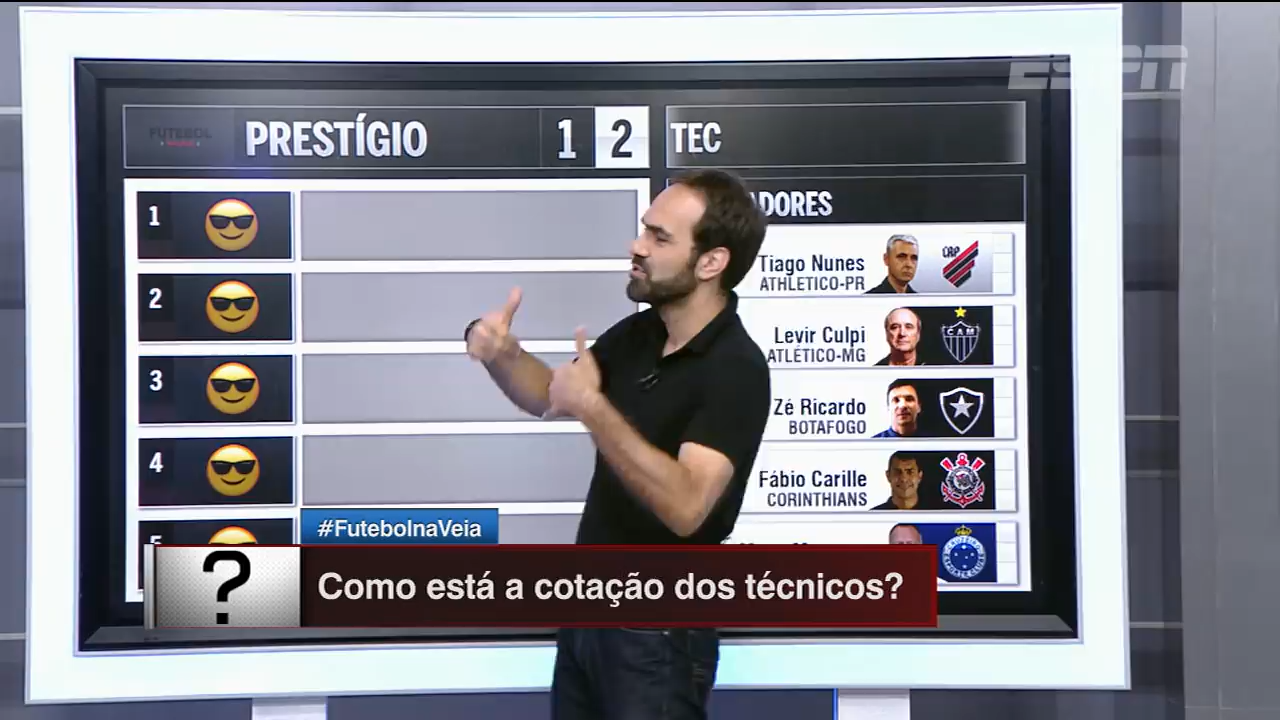 ESPN
FUTEBOL
PRESTÍGIO
1 2
TEC
ADORES
1
2
3
4
5
Tiago Nunes
ATHLETICO-PR
CAP
Levir Culpi
ATLÉTICO-MG
CAM
Zé Ricardo
BOTAFOGO
Fábio Carille
CORINTHIANS
#FutebolnaVeia
?
Como está a cotação dos técnicos?